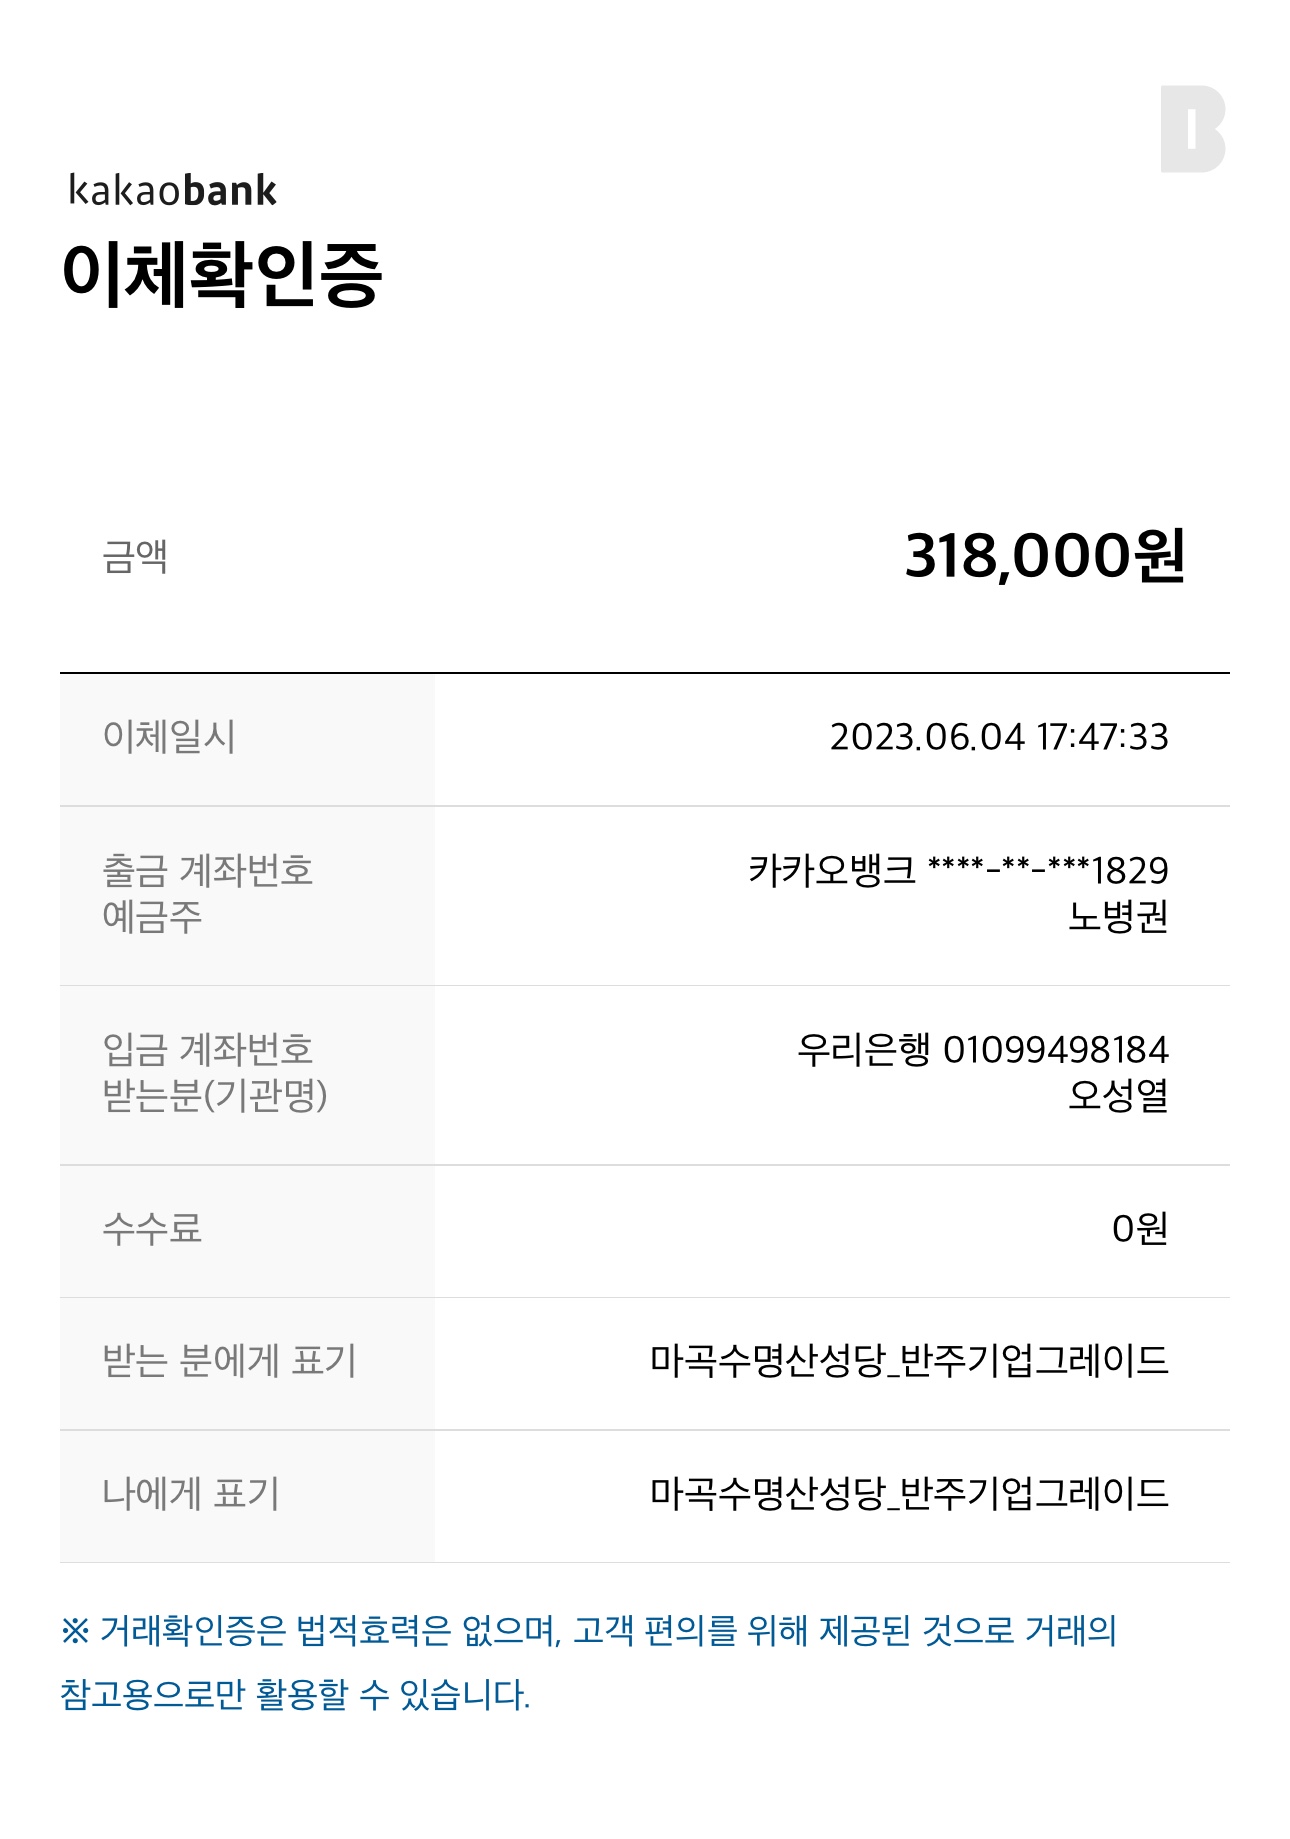 kakaobank
이체확인증
금액 318,000원
이체일시 2023.06.04 17:47:33
출금 계좌번호 카카오뱅크 ****-**-***1829
예금주 노병권
입금 계좌번호 우리은행 01099498184
받는분(기관명) 오성열
수수료 0원
받는 분에게 표기 마곡수명산성당_반주기업그레이드
나에게 표기 마곡수명산성당_반주기업그레이드
※ 거래확인증은 법적효력은 없으며, 고객 편의를 위해 제공된 것으로 거래의
참고용으로만 활용할 수 있습니다.